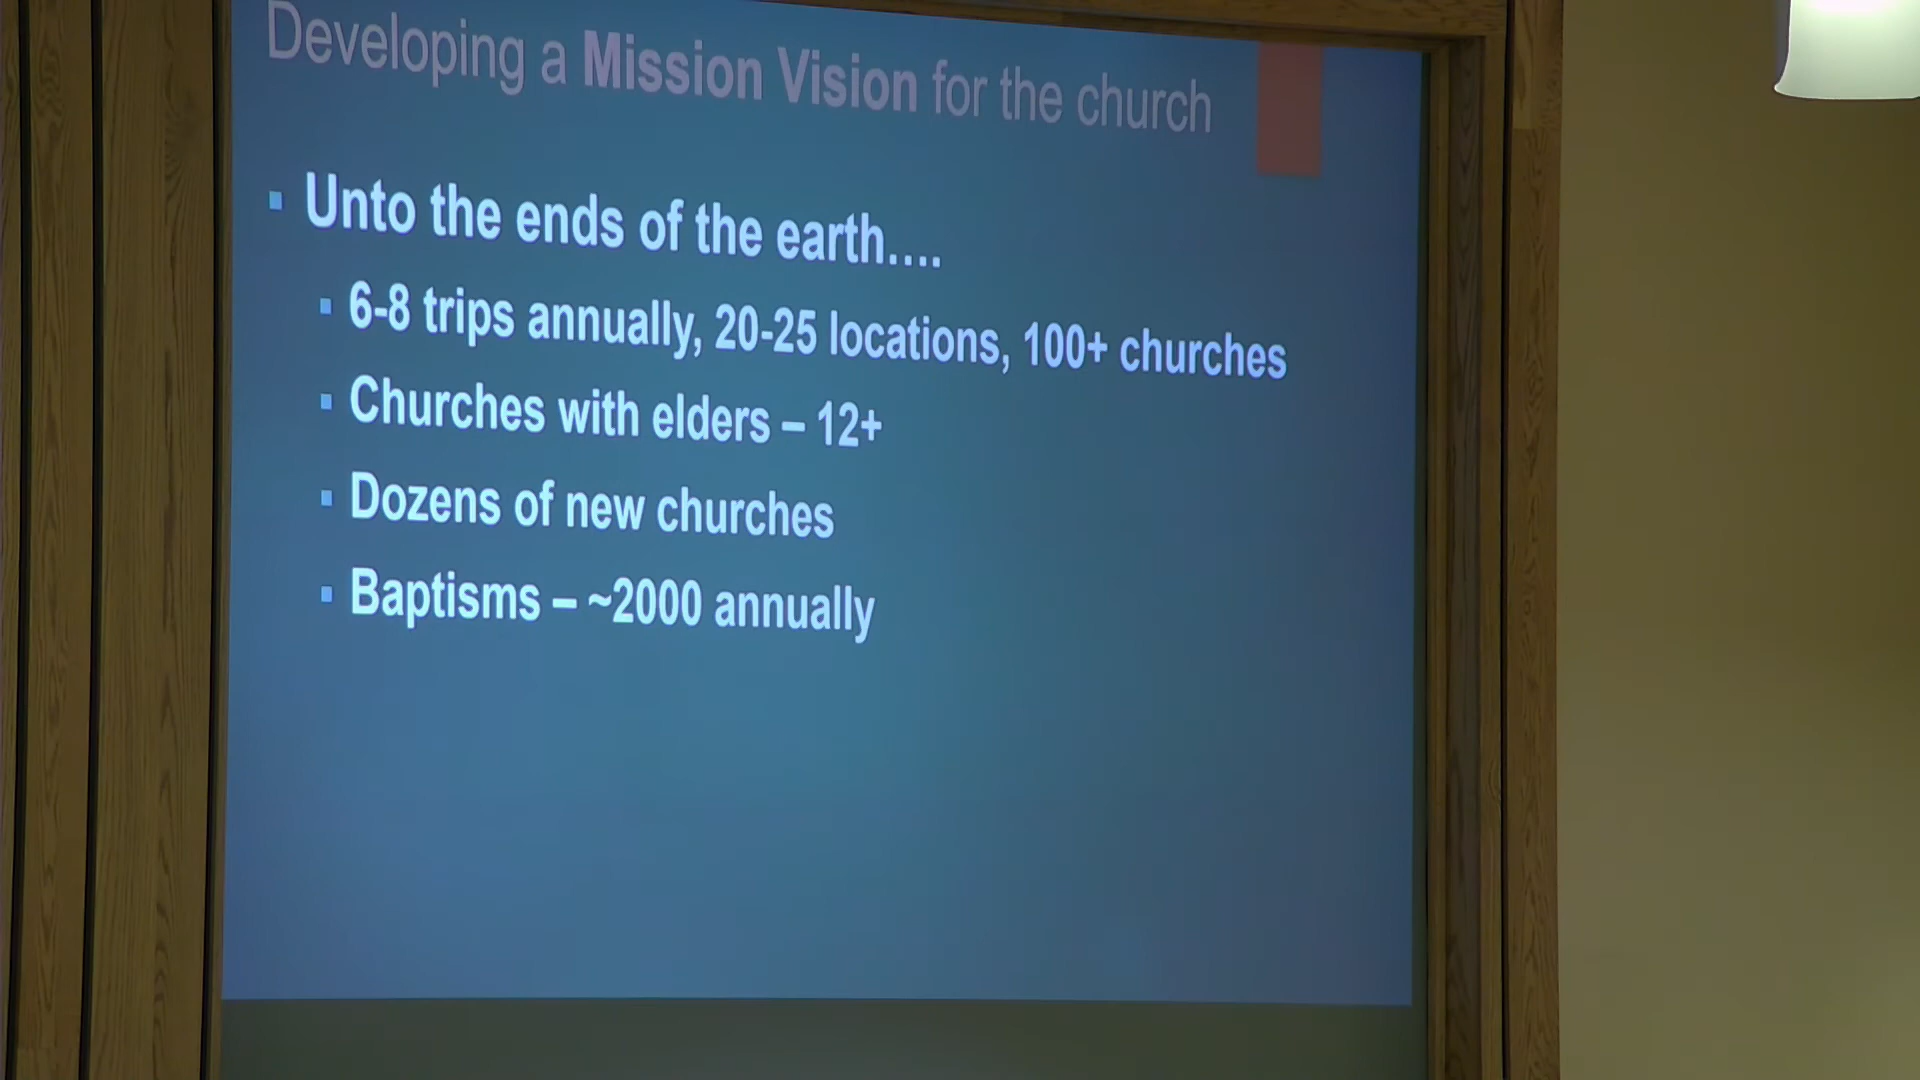 Developing a Mission Vision for the church
Unto the ends of the earth....
6-8 trips annually, 20-25 locations, 100+ churches
Churches with elders – 12+
Dozens of new churches
Baptisms – ~2000 annually